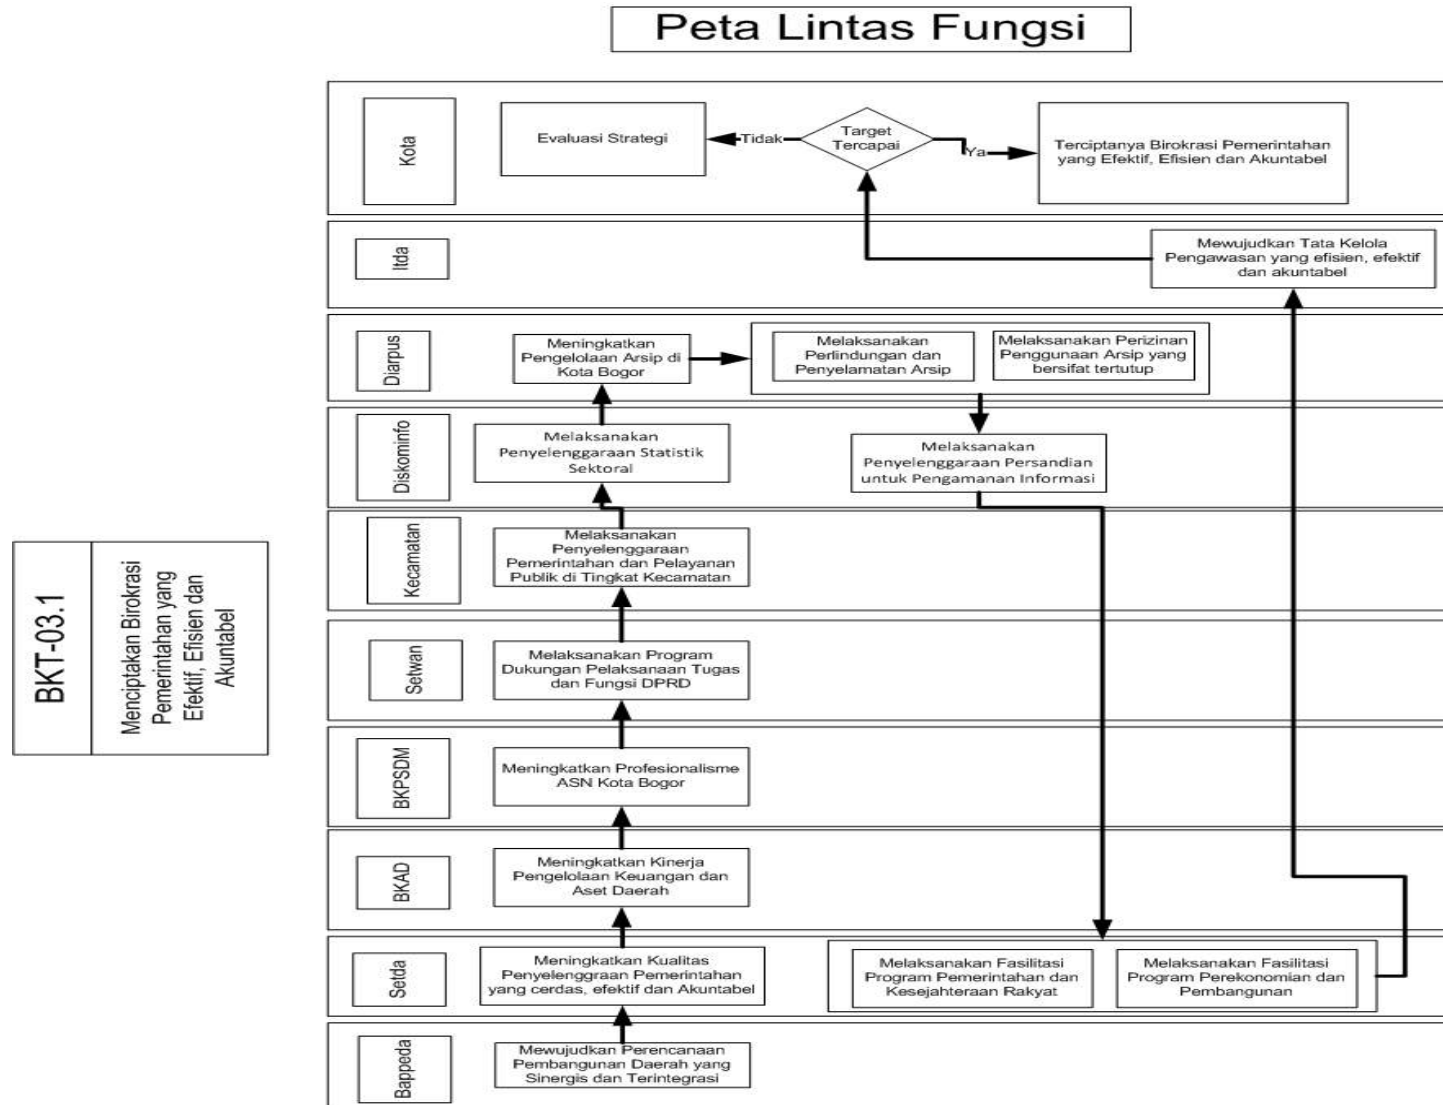 Peta Lintas Fungsi
BKT-03.1
Menciptakan Birokrasi
Pemerintahan yang
Efektif, Efisien dan
Akuntabel
Kota
Evaluasi Strategi
Tidak
Target
Tercapai
Ya
Terciptanya Birokrasi Pemerintahan
yang Efektif, Efisien dan Akuntabel
Itda
Mewujudkan Tata Kelola
Pengawasan yang efisien, efektif
dan akuntabel
Diarpus
Meningkatkan
Pengelolaan Arsip di
Kota Bogor
Melaksanakan
Perlindungan dan
Penyelamatan Arsip
Melaksanakan Perizinan
Penggunaan Arsip yang
bersifat tertutup
Diskominfo
Melaksanakan
Penyelenggaraan Statistik
Sektoral
Melaksanakan
Penyelenggaraan Persandian
untuk Pengamanan Informasi
Kecamatan
Melaksanakan
Penyelenggaraan
Pemerintahan dan Pelayanan
Publik di Tingkat Kecamatan
Setwan
Melaksanakan Program
Dukungan Pelaksanaan Tugas
dan Fungsi DPRD
BKPSDM
Meningkatkan Profesionalisme
ASN Kota Bogor
BKAD
Meningkatkan Kinerja
Pengelolaan Keuangan dan
Aset Daerah
Setda
Meningkatkan Kualitas
Penyelenggraan Pemerintahan
yang cerdas, efektif dan Akuntabel
Melaksanakan Fasilitasi
Program Pemerintahan dan
Kesejahteraan Rakyat
Melaksanakan Fasilitasi
Program Perekonomian dan
Pembangunan
Bappeda
Mewujudkan Perencanaan
Pembangunan Daerah yang
Sinergis dan Terintegrasi